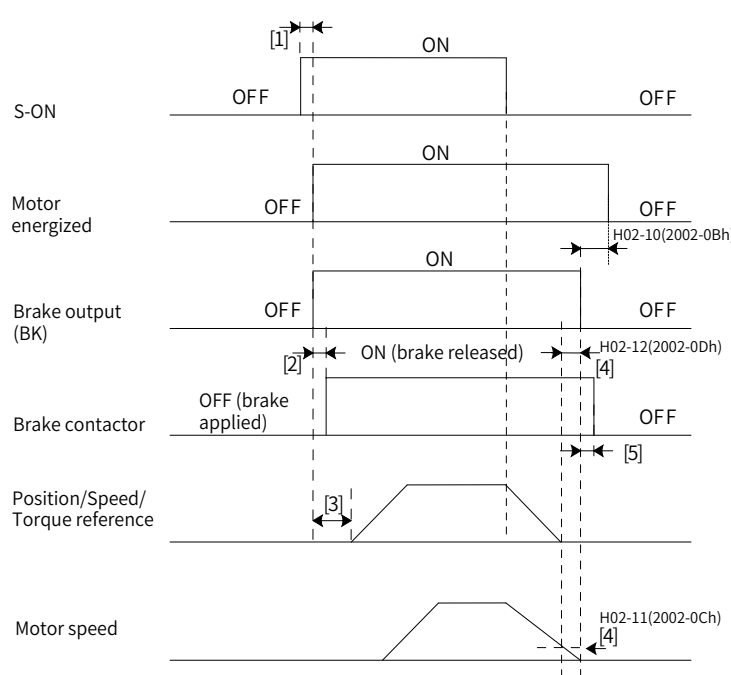 [1]
ON
S-ON
OFF
OFF
ON
Motor
energized
OFF
OFF
H02-10(2002-0Bh)
ON
Brake output
(BK)
OFF
OFF
[2]
ON (brake released)
H02-12(2002-0Dh)
[4]
Brake contactor
OFF (brake
applied)
OFF
[5]
Position/Speed/
Torque reference
[3]
Motor speed
H02-11(2002-0Ch)
[4]